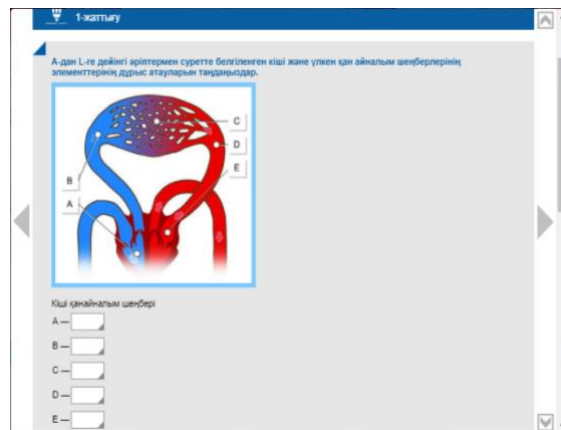 1-жаттығу
A-дан L-ге дейінгі әріптермен суретте белгіленген кіші және үлкен қан айналым шеңберлерінің
элементтерінің дұрыс атауларын таңдаңыздар.
C
D
E
B
A
Кіші қанайналым шеңбері
A —
B —
C —
D —
E —